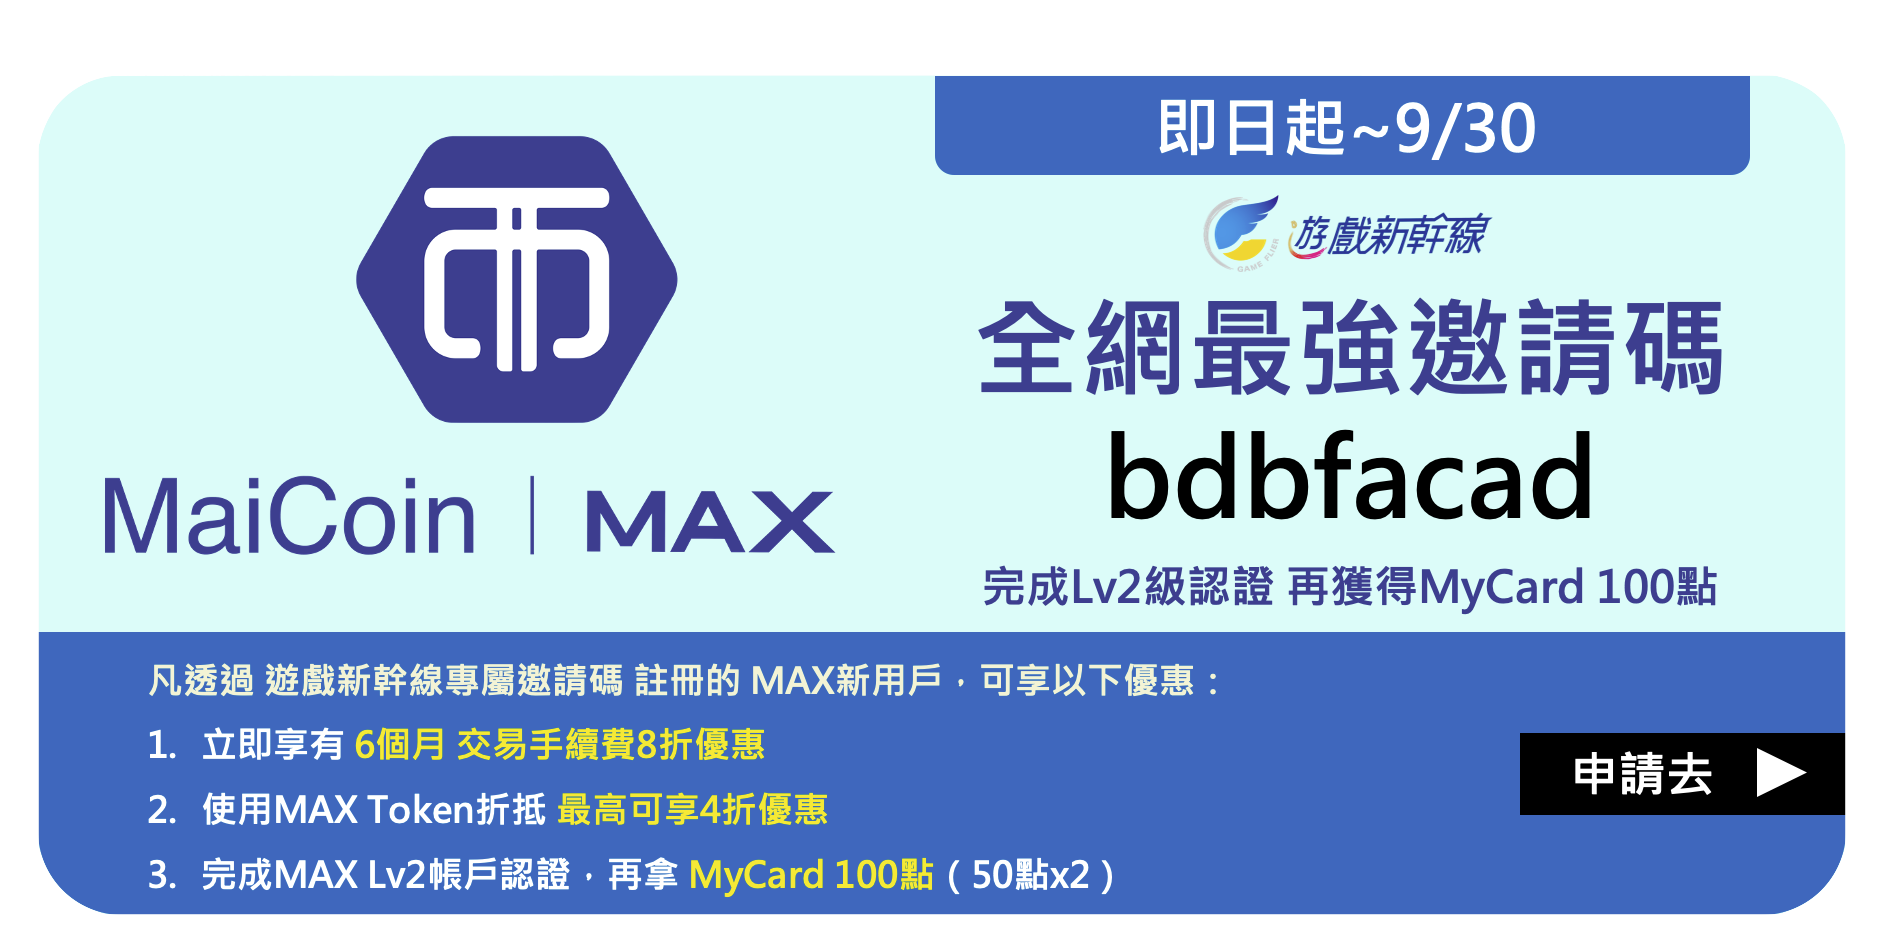 即日起~9/30
GAME FLIER
遊戲新幹線
全網最強邀請碼
bdbfacad
完成Lv2級認證 再獲得MyCard 100點
币
MaiCoin | MAX
凡透過 遊戲新幹線專屬邀請碼 註冊的 MAX新用戶，可享以下優惠：
1. 立即享有 6個月 交易手續費8折優惠
2. 使用MAX Token折抵 最高可享4折優惠
3. 完成MAX Lv2帳戶認證，再拿 MyCard 100點（50點x2）
申請去